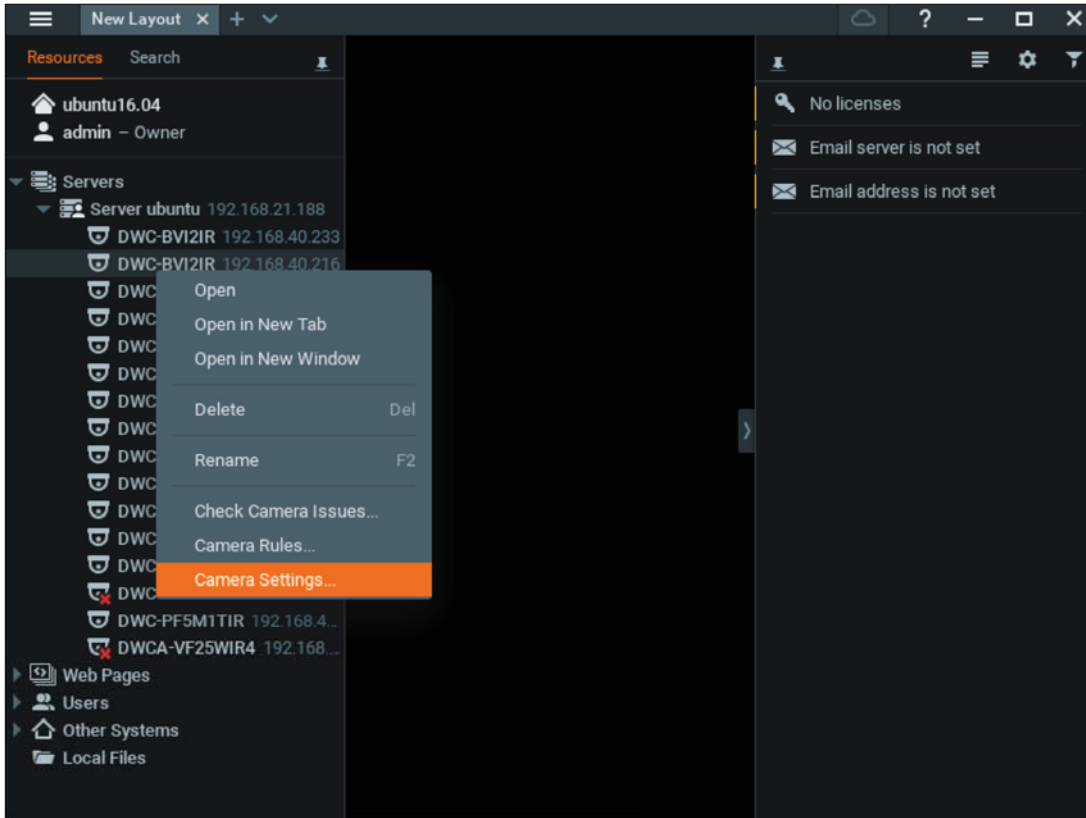 New Layout
Resources Search
ubuntu16.04
admin – Owner
Servers
Server ubuntu 192.168.21.188
DWC-BVI2IR 192.168.40.233
DWC-BVI2IR 192.168.40.216
DWC
DWC
DWC
DWC
DWC
DWC
DWC
DWC
DWC
DWC
DWC
DWC
DWC-PF5M1TIR 192.168.4...
DWCA-VF25WIR4 192.168....
Web Pages
Users
Other Systems
Local Files
Open
Open in New Tab
Open in New Window
Delete Del
Rename F2
Check Camera Issues...
Camera Rules...
Camera Settings...
?
No licenses
Email server is not set
Email address is not set